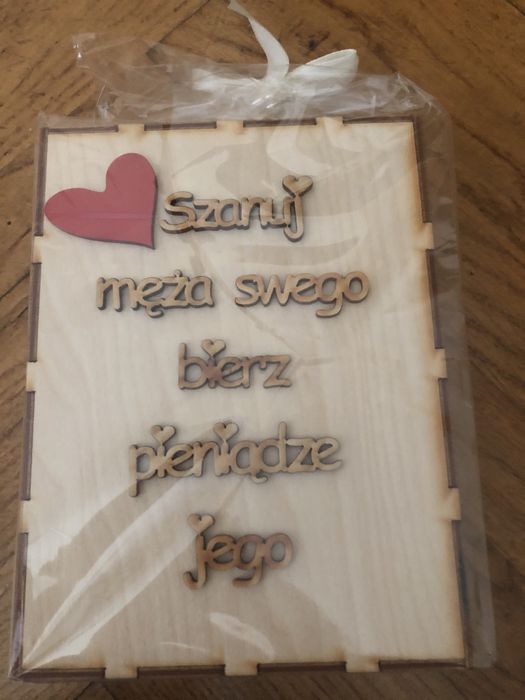 Szanuj
męża swego
bierz
pieniądze
jego